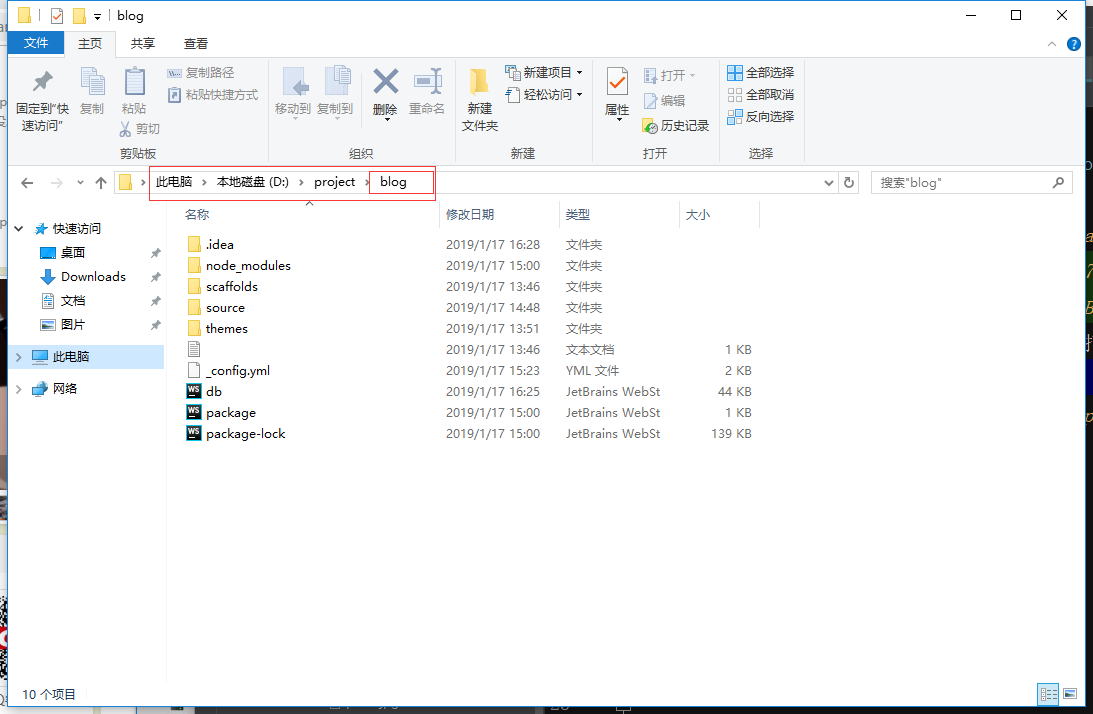 blog
文件 主页 共享 查看
固定到"快速访问" 复制 粘贴 复制路径 粘贴快捷方式 剪切
移动到 复制到 删除 重命名
新建文件夹 新建项目 轻松访问
属性 打开 编辑 历史记录
全部选择 全部取消 反向选择
剪贴板 组织 新建 打开 选择
此电脑 本地磁盘 (D:) project blog 搜索"blog"
快速访问
桌面
Downloads
文档
图片
此电脑
网络
名称 修改日期 类型 大小
.idea 2019/1/17 16:28 文件夹
node_modules 2019/1/17 15:00 文件夹
scaffolds 2019/1/17 13:46 文件夹
source 2019/1/17 14:48 文件夹
themes 2019/1/17 13:51 文件夹
2019/1/17 13:46 文本文档 1 KB
_config.yml 2019/1/17 15:23 YML 文件 2 KB
WS db 2019/1/17 16:25 JetBrains WebSt 44 KB
WS package 2019/1/17 15:00 JetBrains WebSt 1 KB
WS package-lock 2019/1/17 15:00 JetBrains WebSt 139 KB
10 个项目